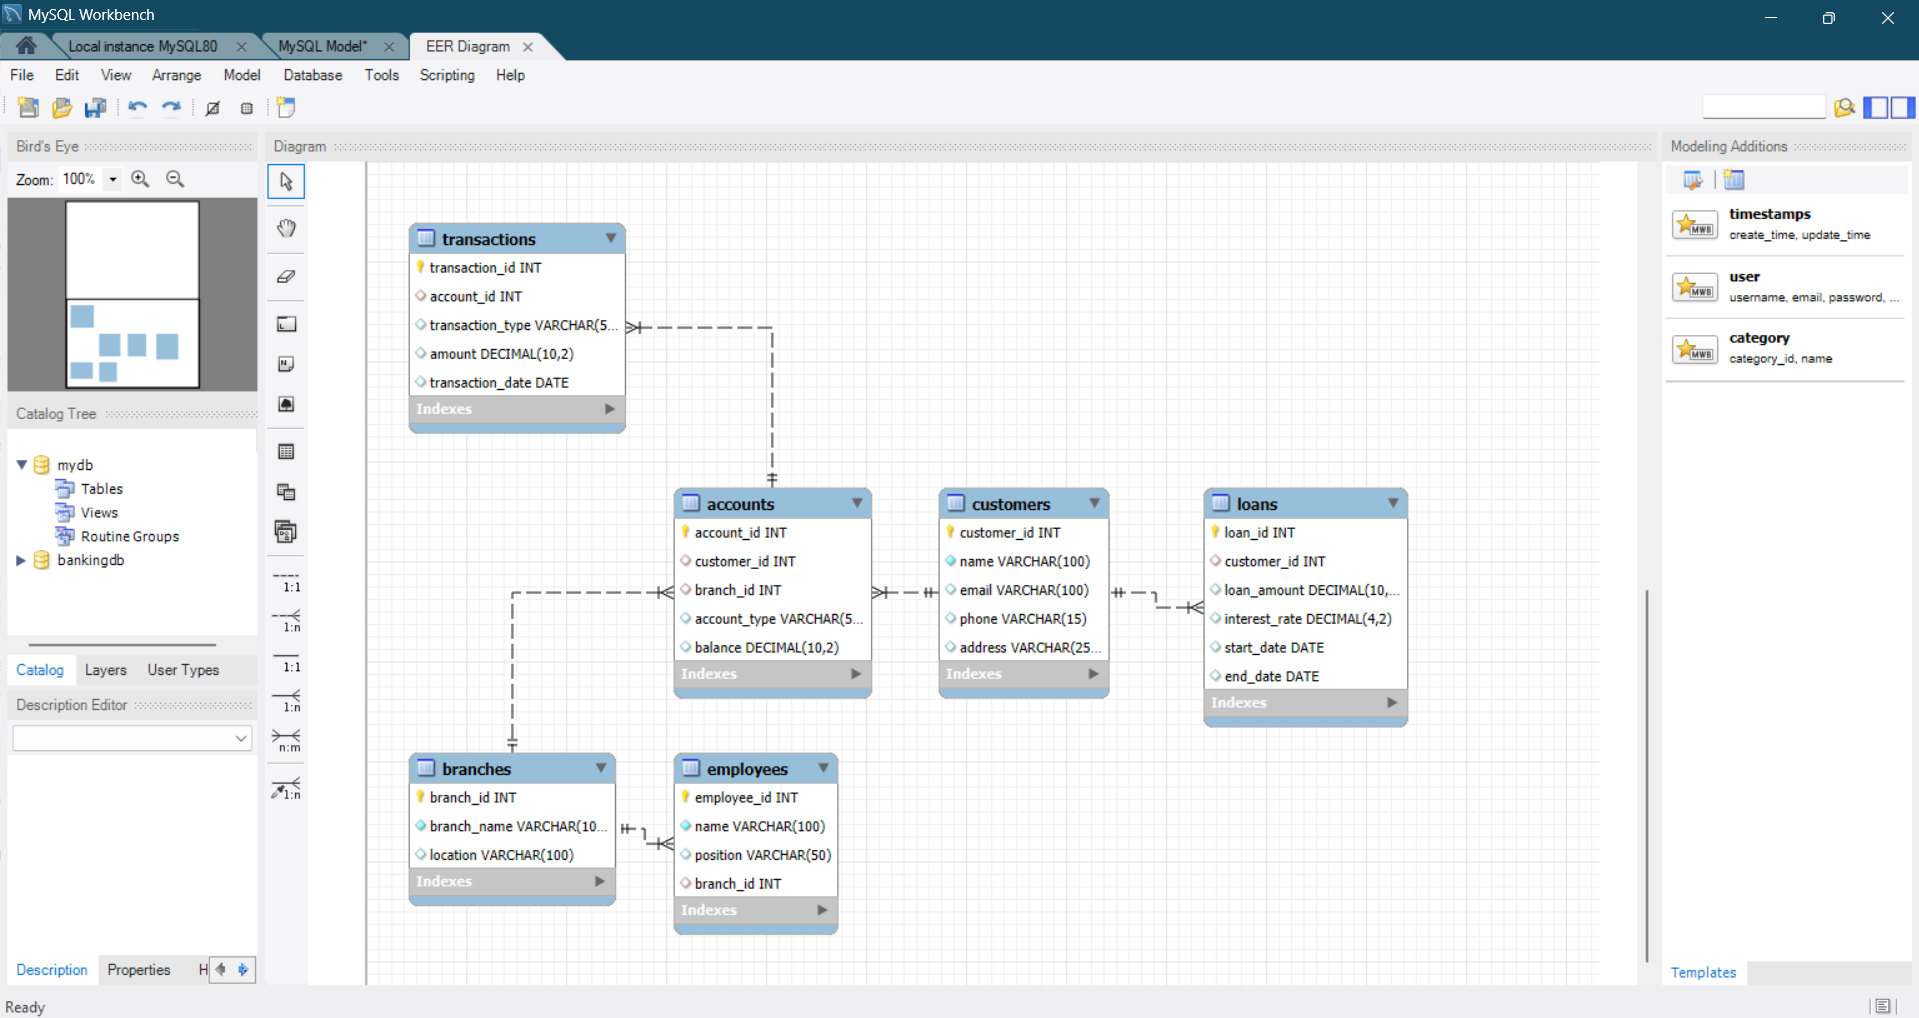 MySQL Workbench
Local instance MySQL80
MySQL Model*
EER Diagram
File Edit View Arrange Model Database Tools Scripting Help
Bird's Eye
Zoom: 100%
Catalog Tree
mydb
Tables
Views
Routine Groups
bankingdb
Catalog Layers User Types
Description Editor
Description Properties H
Ready
Diagram
1:1
1:n
1:1
1:n
n:m
1:n
transactions
transaction_id INT
account_id INT
transaction_type VARCHAR(5...
amount DECIMAL(10,2)
transaction_date DATE
Indexes
accounts
account_id INT
customer_id INT
branch_id INT
account_type VARCHAR(5...
balance DECIMAL(10,2)
Indexes
customers
customer_id INT
name VARCHAR(100)
email VARCHAR(100)
phone VARCHAR(15)
address VARCHAR(25...
Indexes
loans
loan_id INT
customer_id INT
loan_amount DECIMAL(10,...
interest_rate DECIMAL(4,2)
start_date DATE
end_date DATE
Indexes
branches
branch_id INT
branch_name VARCHAR(10...
location VARCHAR(100)
Indexes
employees
employee_id INT
name VARCHAR(100)
position VARCHAR(50)
branch_id INT
Indexes
Modeling Additions
MWB
timestamps
create_time, update_time
MWB
user
username, email, password, ...
MWB
category
category_id, name
Templates